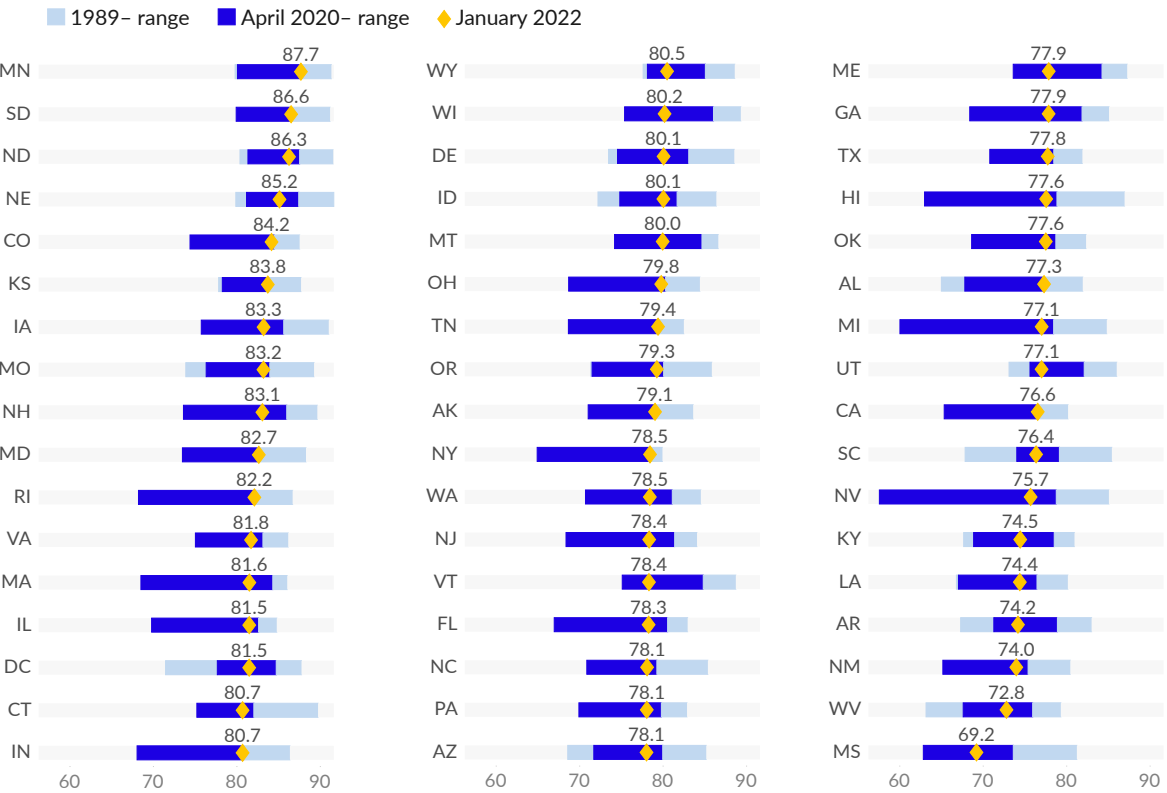 1989– range April 2020– range January 2022
MN 87.7
SD 86.6
ND 86.3
NE 85.2
CO 84.2
KS 83.8
IA 83.3
MO 83.2
NH 83.1
MD 82.7
RI 82.2
VA 81.8
MA 81.6
IL 81.5
DC 81.5
CT 80.7
IN 80.7
60 70 80 90
WY 80.5
WI 80.2
DE 80.1
ID 80.1
MT 80.0
OH 79.8
TN 79.4
OR 79.3
AK 79.1
NY 78.5
WA 78.5
NJ 78.4
VT 78.4
FL 78.3
NC 78.1
PA 78.1
AZ 78.1
60 70 80 90
ME 77.9
GA 77.9
TX 77.8
HI 77.6
OK 77.6
AL 77.3
MI 77.1
UT 77.1
CA 76.6
SC 76.4
NV 75.7
KY 74.5
LA 74.4
AR 74.2
NM 74.0
WV 72.8
MS 69.2
60 70 80 90